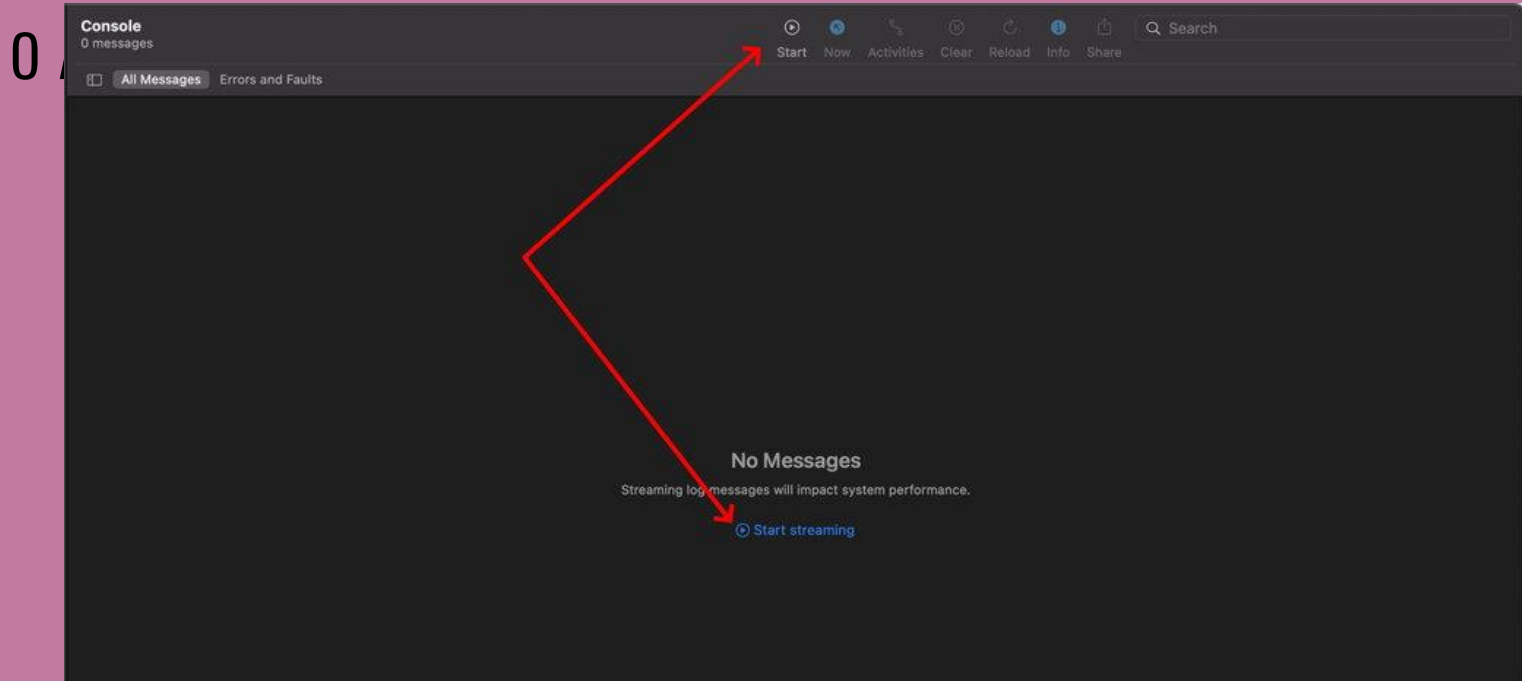 0
Console
0 messages
Start Now Activities Clear Reload Info Share
Search
All Messages Errors and Faults
No Messages
Streaming log messages will impact system performance.
Start streaming